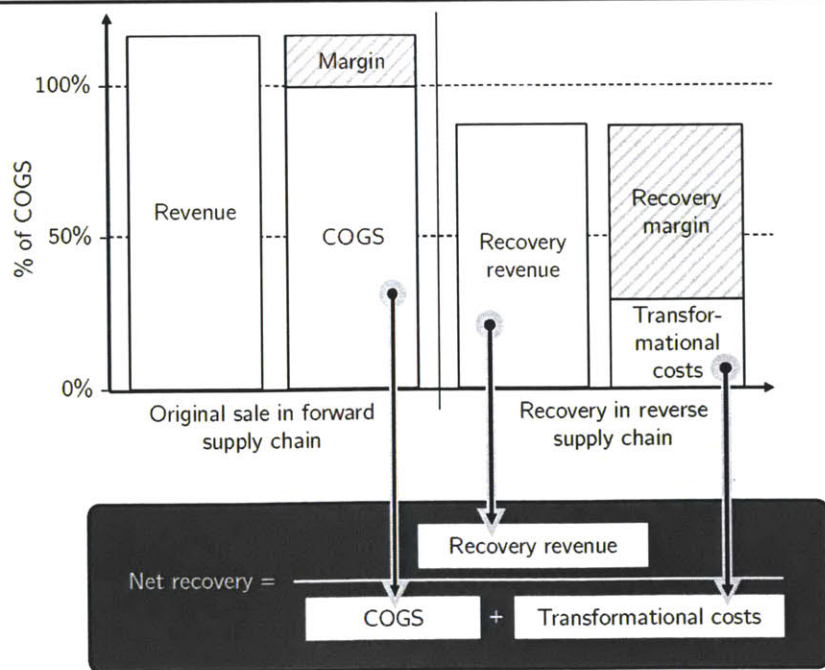 % of COGS
100%
50%
0%
Revenue
Margin
COGS
Recovery
revenue
Recovery
margin
Transfor-
mational
costs
Original sale in forward
supply chain
Recovery in reverse
supply chain
Net recovery =
Recovery revenue
COGS + Transformational costs